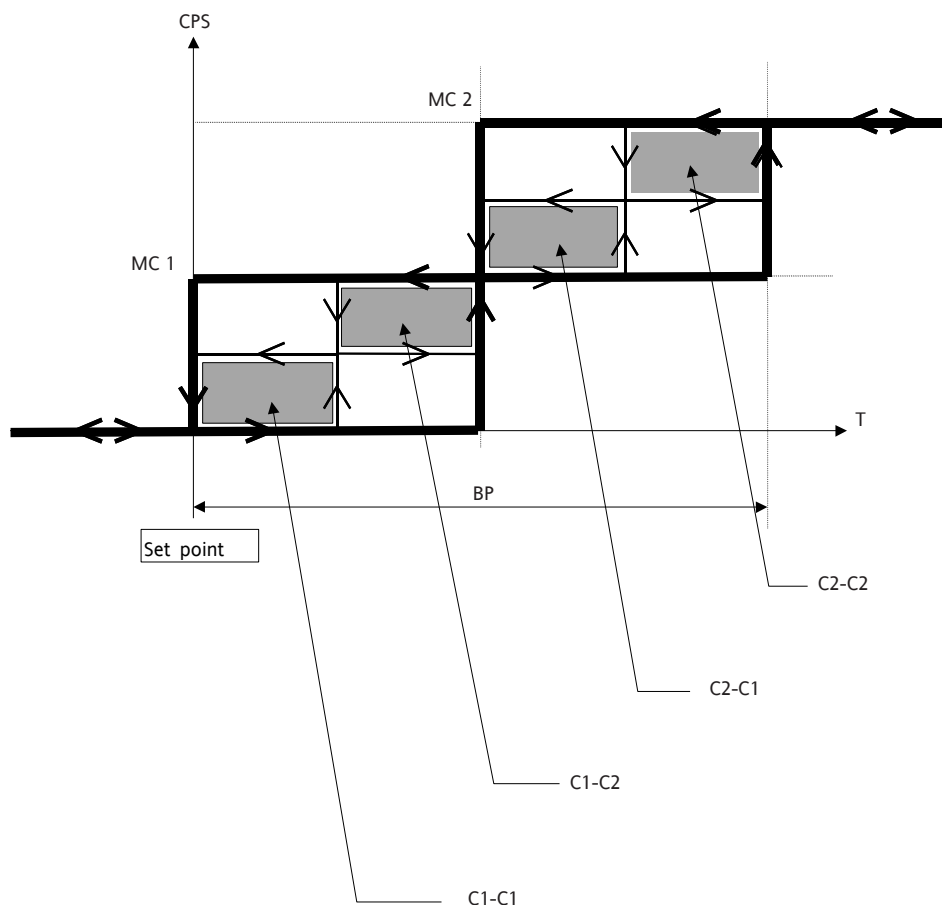 CPS
MC 2
MC 1
T
BP
Set point
C2-C2
C2-C1
C1-C2
C1-C1